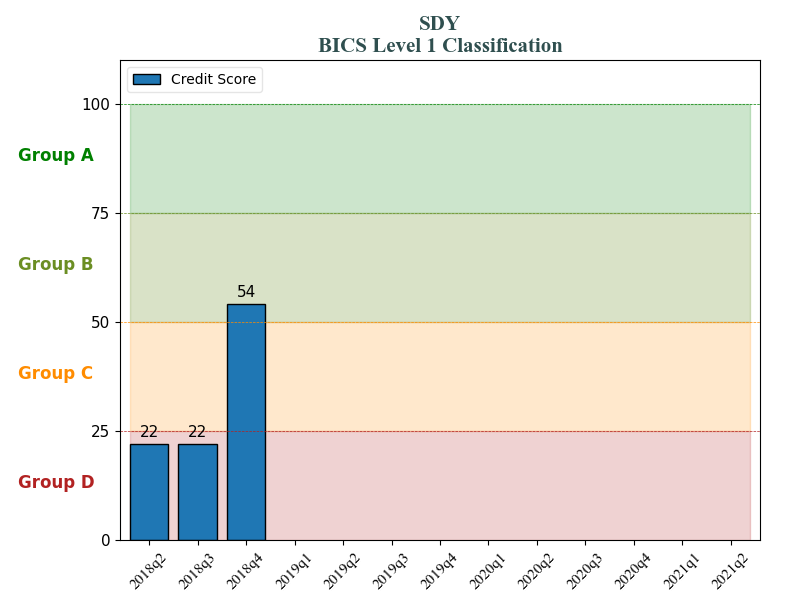 SDY
BICS Level 1 Classification
Credit Score
100
Group A
75
Group B
54
50
Group C
22 22
25
Group D
0
2018q2 2018q3 2018q4 2019q1 2019q2 2019q3 2019q4 2020q1 2020q2 2020q3 2020q4 2021q1 2021q2